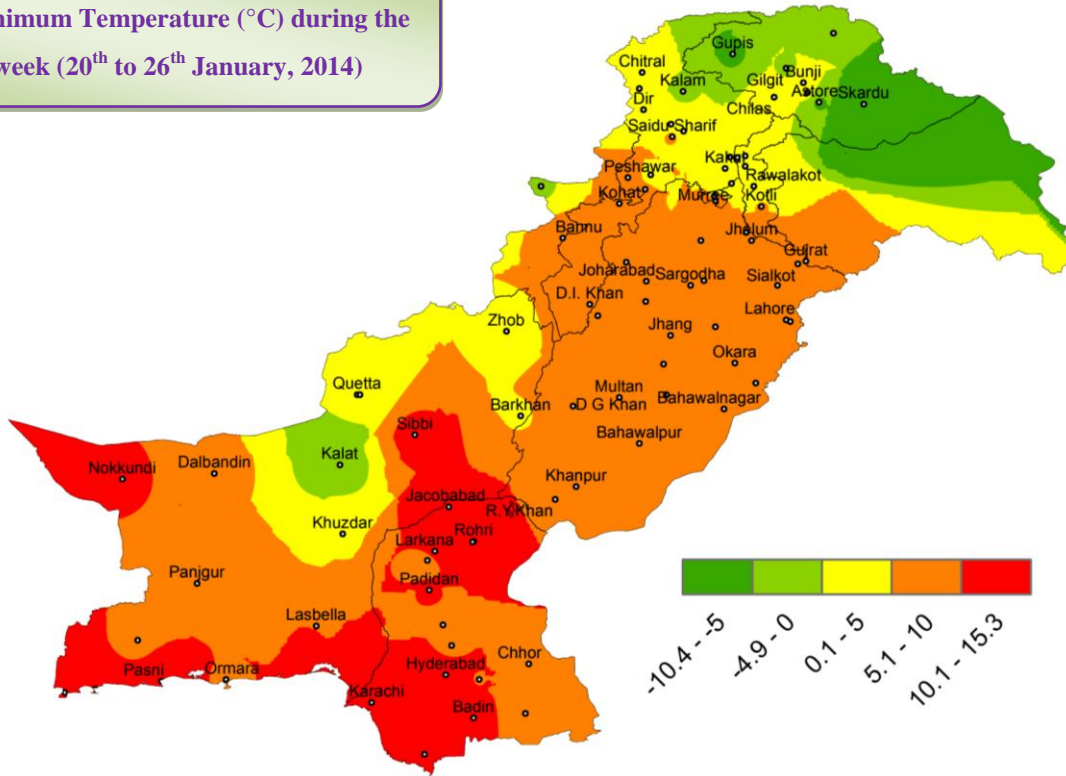 nimum Temperature (°C) during the
week (20th to 26th January, 2014)
Gupis
Chitral
Kalam
Gilgit
Bunji
Dir
Chilas
Astore
Skardu
Saidu Sharif
Peshawar
Rawalakot
Kohat
Murree
Kotli
Bannu
Jhelum
Gujrat
Joharabad
Sargodha
Sialkot
D.I. Khan
Lahore
Zhob
Jhang
Okara
Quetta
Multan
Barkhan
D G Khan
Bahawalnagar
Sibbi
Bahawalpur
Kalat
Nokkundi
Dalbandin
Khanpur
Jacobabad
R.Y.Khan
Khuzdar
Rohri
Larkana
Panjgur
Padidan
Lasbella
Chhor
Pasni
Ormara
Hyderabad
Karachi
Badin
-10.4 - -5
-4.9 - 0
0.1 - 5
5.1 - 10
10.1 - 15.3